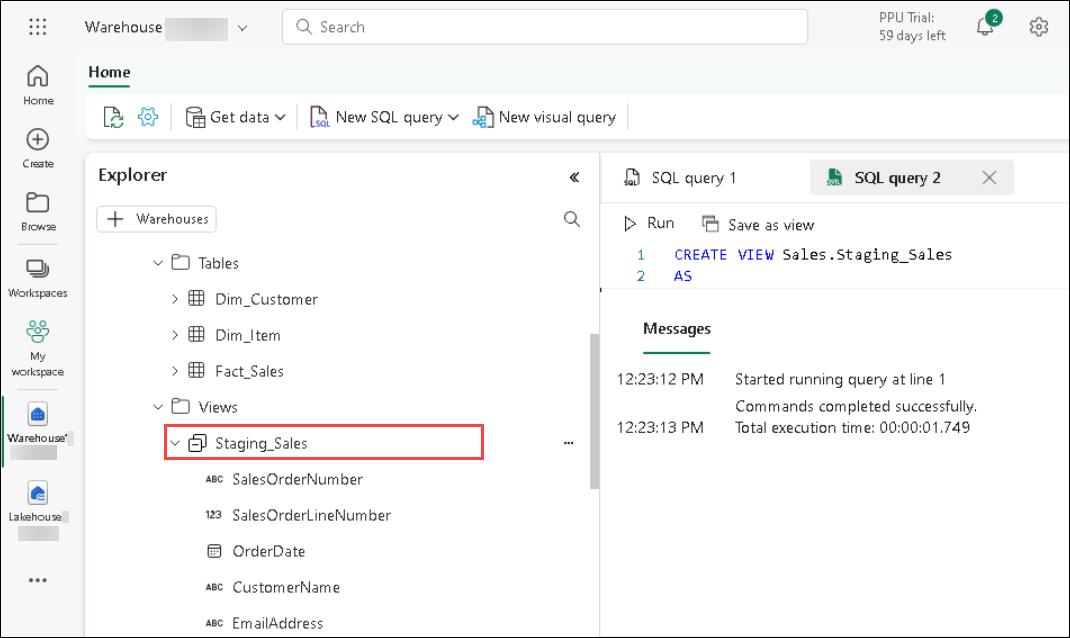 Warehouse
Search
PPU Trial:
59 days left
2
Home
Create
Browse
Workspaces
My
workspace
Warehouse
Lakehouse
Home
Get data
New SQL query
New visual query
Explorer
Warehouses
Tables
Dim_Customer
Dim_Item
Fact_Sales
Views
Staging_Sales
ABC SalesOrderNumber
123 SalesOrderLineNumber
OrderDate
ABC CustomerName
ABC EmailAddress
SQL query 1
SQL query 2
Run
Save as view
1 CREATE VIEW Sales.Staging_Sales
2 AS
Messages
12:23:12 PM Started running query at line 1
Commands completed successfully.
12:23:13 PM Total execution time: 00:00:01.749